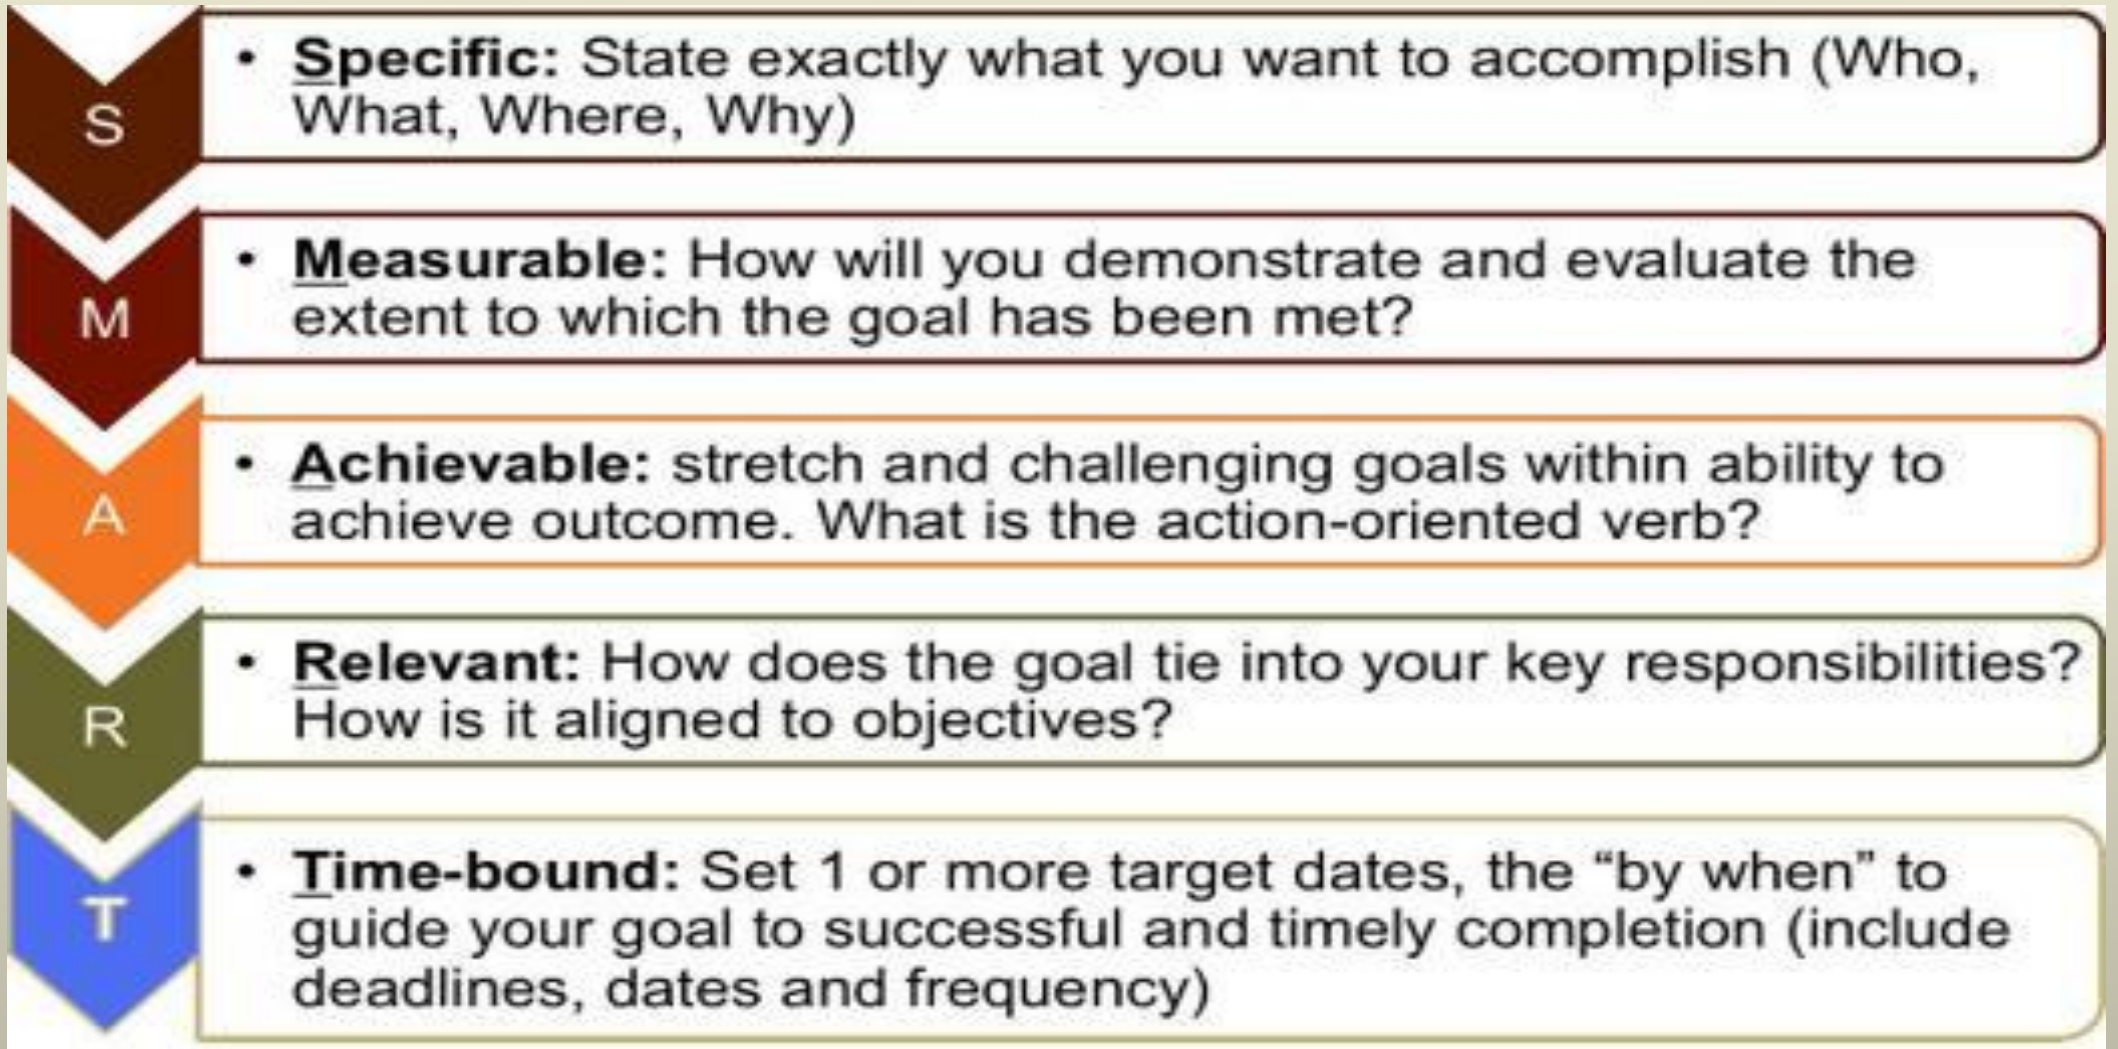 S
• Specific: State exactly what you want to accomplish (Who,
What, Where, Why)
M
• Measurable: How will you demonstrate and evaluate the
extent to which the goal has been met?
A
• Achievable: stretch and challenging goals within ability to
achieve outcome. What is the action-oriented verb?
R
• Relevant: How does the goal tie into your key responsibilities?
How is it aligned to objectives?
T
• Time-bound: Set 1 or more target dates, the “by when” to
guide your goal to successful and timely completion (include
deadlines, dates and frequency)